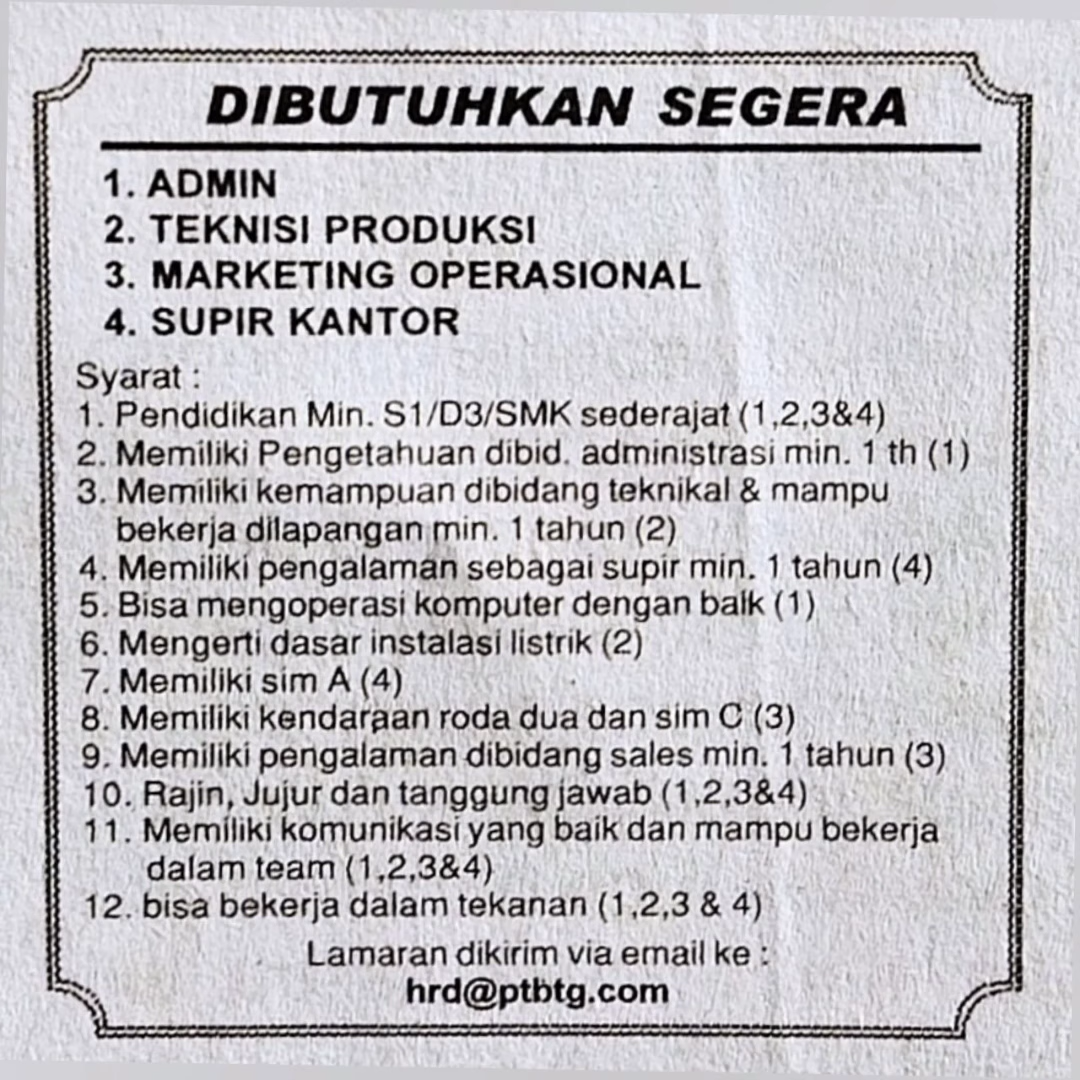 DIBUTUHKAN SEGERA
1. ADMIN
2. TEKNISI PRODUKSI
3. MARKETING OPERASIONAL
4. SUPIR KANTOR
Syarat :
1. Pendidikan Min. S1/D3/SMK sederajat (1,2,3&4)
2. Memiliki Pengetahuan dibid. administrasi min. 1 th (1)
3. Memiliki kemampuan dibidang teknikal & mampu
bekerja dilapangan min. 1 tahun (2)
4. Memiliki pengalaman sebagai supir min. 1 tahun (4)
5. Bisa mengoperasi komputer dengan baik (1)
6. Mengerti dasar instalasi listrik (2)
7. Memiliki sim A (4)
8. Memiliki kendaraan roda dua dan sim C (3)
9. Memiliki pengalaman dibidang sales min. 1 tahun (3)
10. Rajin, Jujur dan tanggung jawab (1,2,3&4)
11. Memiliki komunikasi yang baik dan mampu bekerja
dalam team (1,2,3&4)
12. bisa bekerja dalam tekanan (1,2,3 & 4)
Lamaran dikirim via email ke :
hrd@ptbtg.com